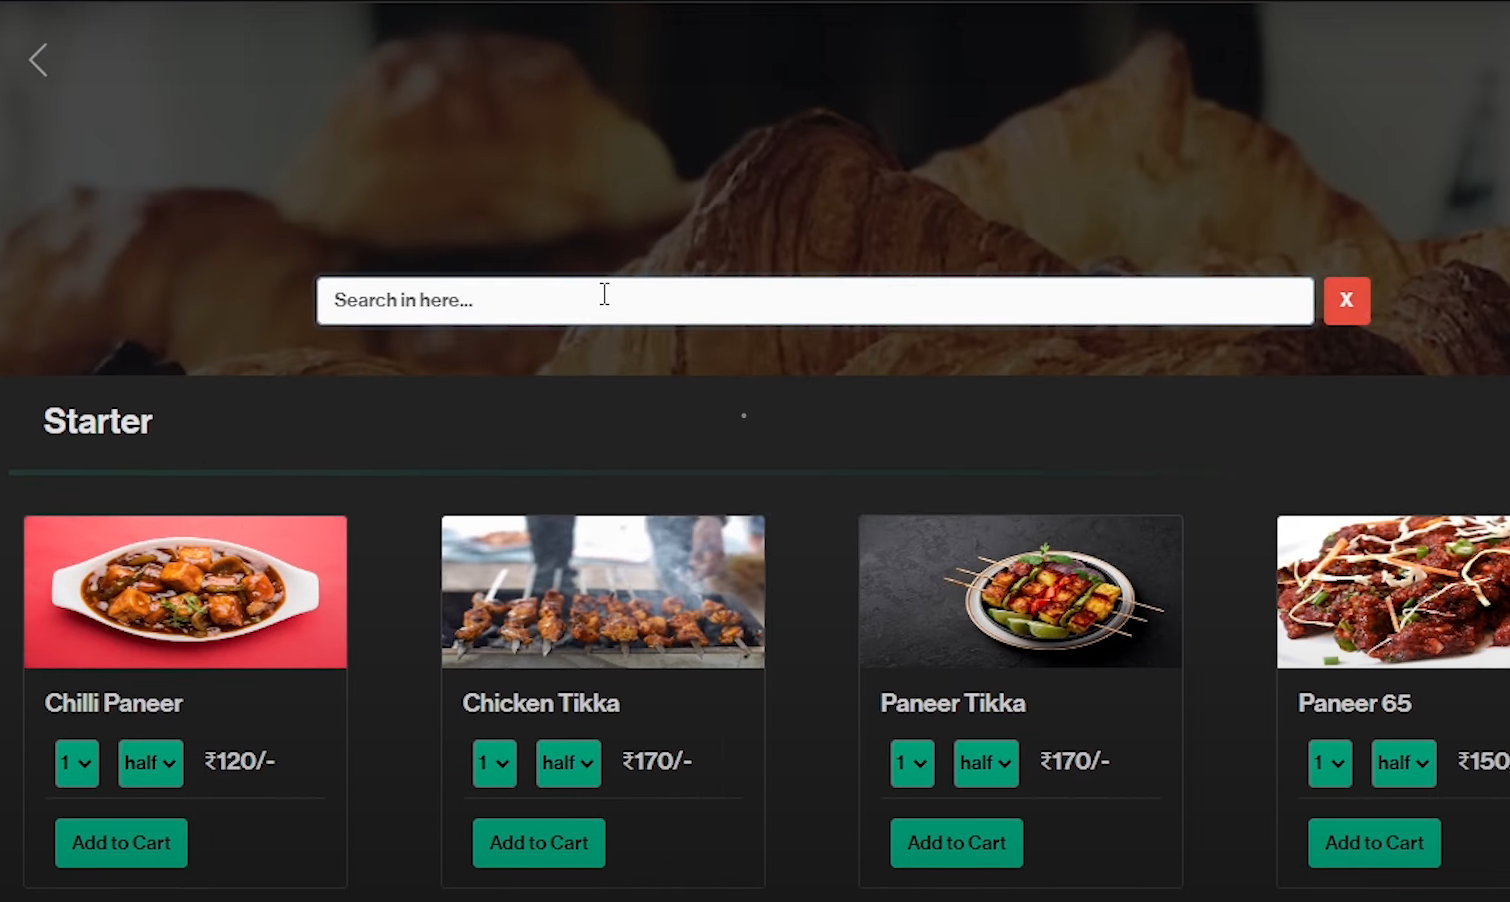 Search in here...
X
Starter
Chilli Paneer
1 half ₹120/-
Add to Cart
Chicken Tikka
1 half ₹170/-
Add to Cart
Paneer Tikka
1 half ₹170/-
Add to Cart
Paneer 65
1 half ₹150
Add to Cart